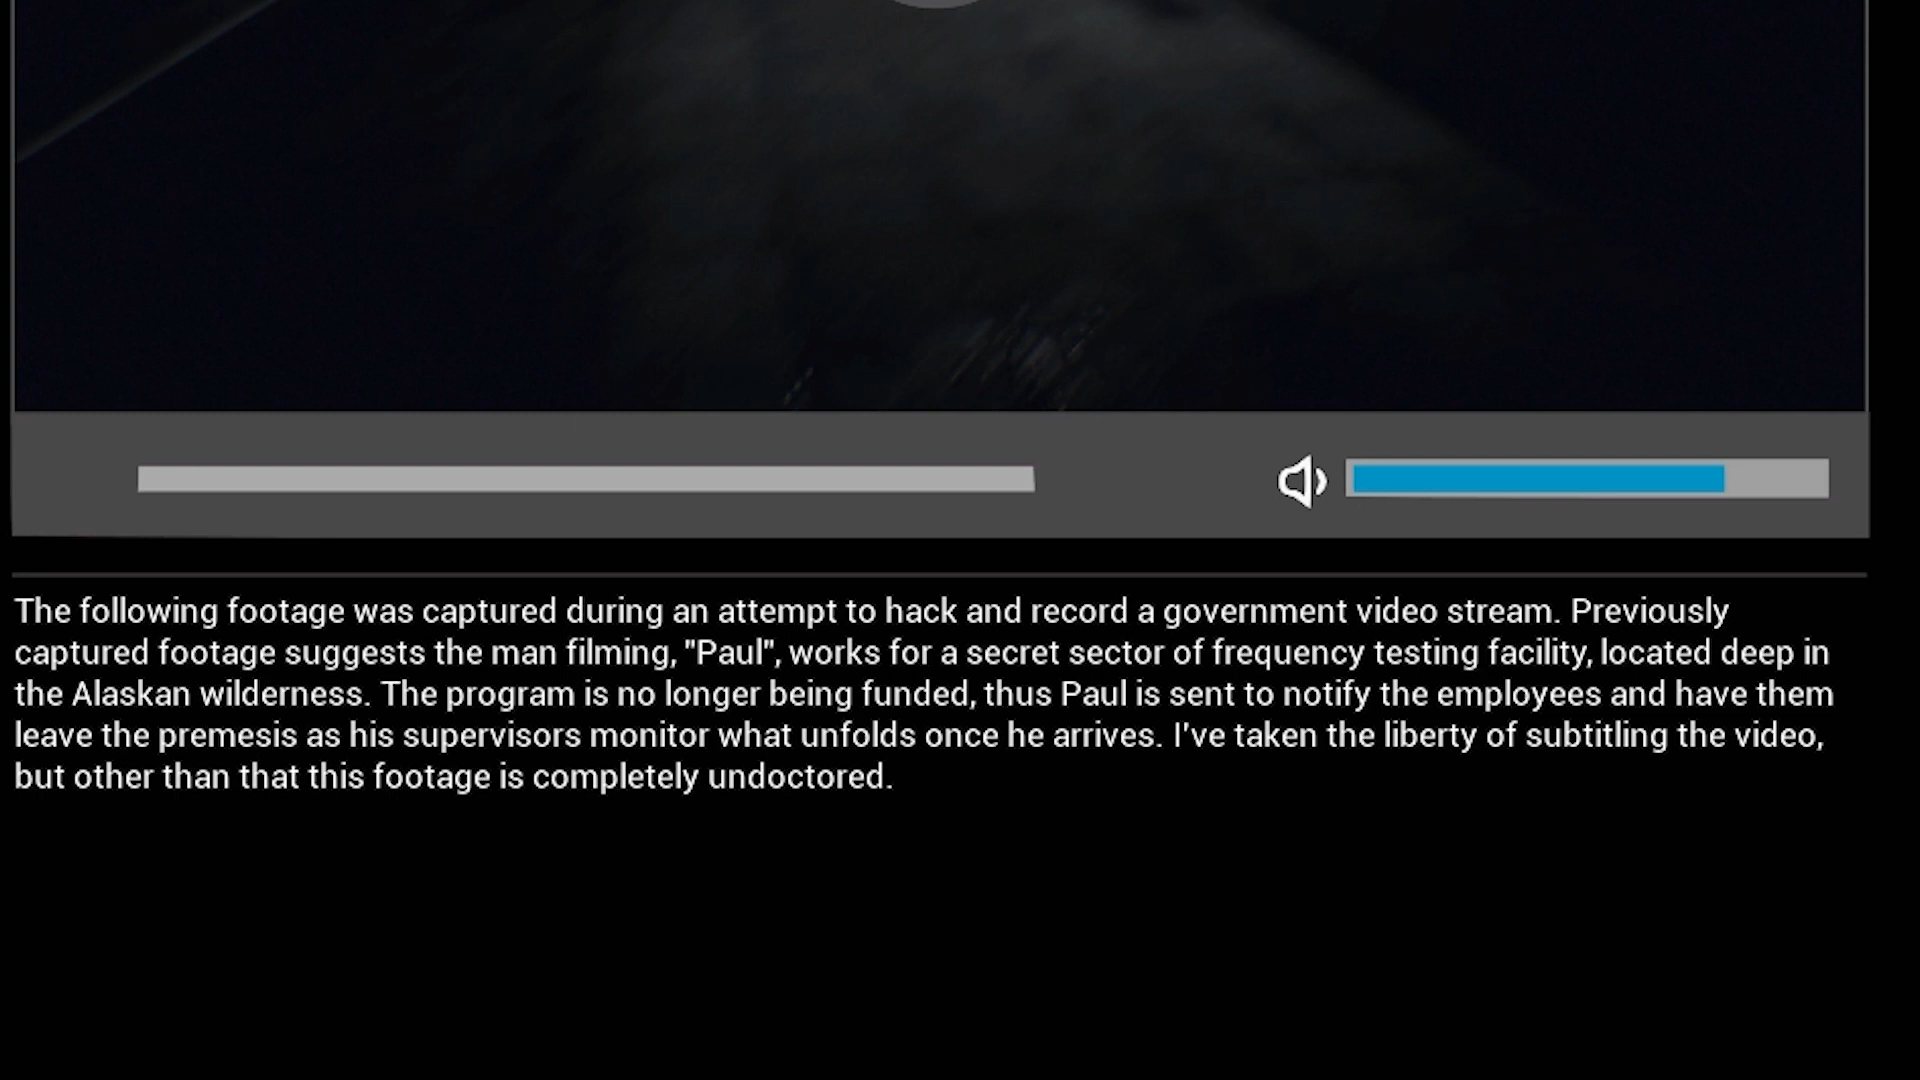 The following footage was captured during an attempt to hack and record a government video stream. Previously
captured footage suggests the man filming, "Paul", works for a secret sector of frequency testing facility, located deep in
the Alaskan wilderness. The program is no longer being funded, thus Paul is sent to notify the employees and have them
leave the premesis as his supervisors monitor what unfolds once he arrives. I've taken the liberty of subtitling the video,
but other than that this footage is completely undoctored.